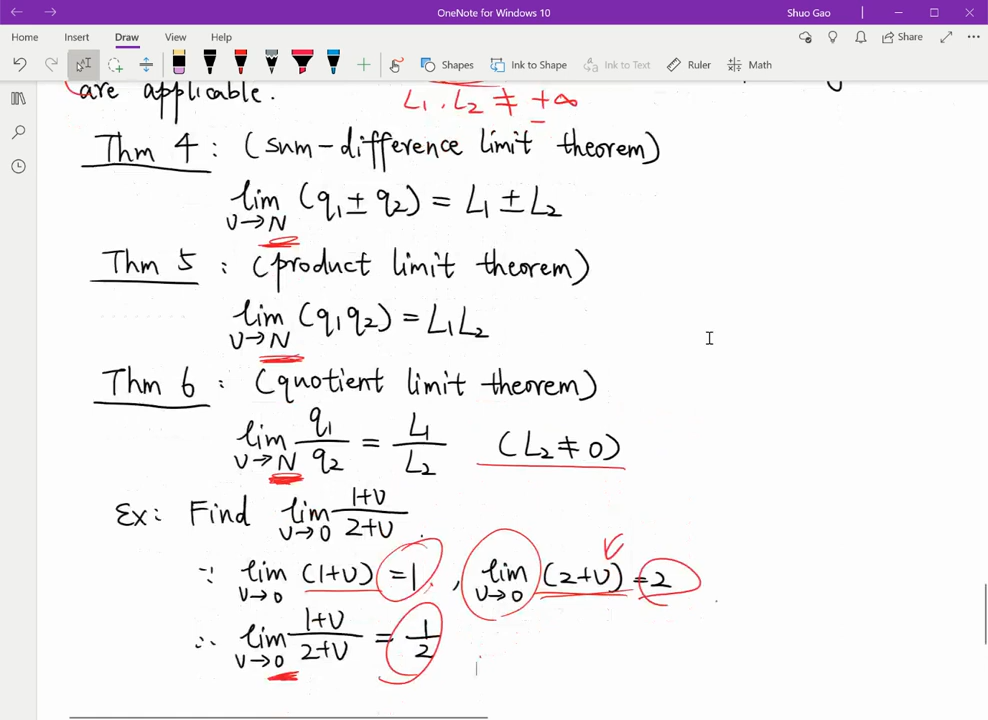 OneNote for Windows 10
Shuo Gao
Home Insert Draw View Help
Share
Shapes Ink to Shape Ink to Text Ruler Math
are applicable.
L₁, L₂ ≠ ±∞
Thm 4 : (sum-difference limit theorem)
lim (q₁ ± q₂) = L₁ ± L₂
v→N
Thm 5 : (product limit theorem)
lim (q₁q₂) = L₁L₂
v→N
Thm 6 : (quotient limit theorem)
lim q₁/q₂ = L₁/L₂ (L₂ ≠ 0)
v→N
Ex: Find lim (1+v)/(2+v).
v→0
∵ lim (1+v) = 1, lim (2+v) = 2
v→0 v→0
∴ lim (1+v)/(2+v) = 1/2
v→0